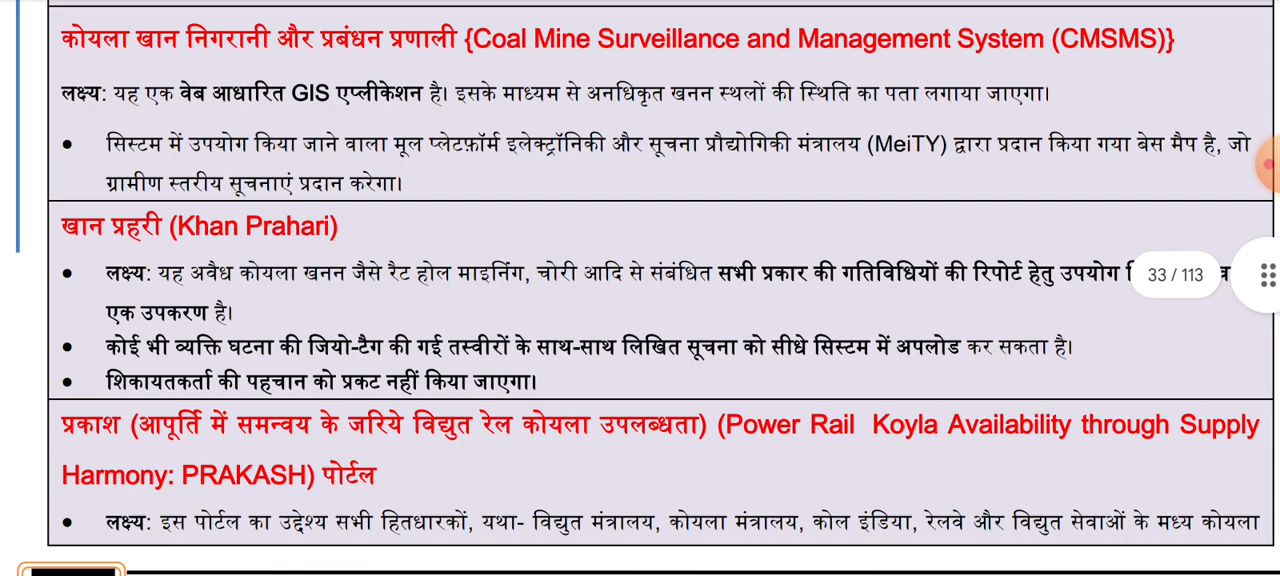 कोयला खान निगरानी और प्रबंधन प्रणाली {Coal Mine Surveillance and Management System (CMSMS)}
लक्ष्य: यह एक वेब आधारित GIS एप्लीकेशन है। इसके माध्यम से अनधिकृत खनन स्थलों की स्थिति का पता लगाया जाएगा।
• सिस्टम में उपयोग किया जाने वाला मूल प्लेटफ़ॉर्म इलेक्ट्रॉनिकी और सूचना प्रौद्योगिकी मंत्रालय (MeiTY) द्वारा प्रदान किया गया बेस मैप है, जो
ग्रामीण स्तरीय सूचनाएं प्रदान करेगा।
खान प्रहरी (Khan Prahari)
• लक्ष्य: यह अवैध कोयला खनन जैसे रैट होल माइनिंग, चोरी आदि से संबंधित सभी प्रकार की गतिविधियों की रिपोर्ट हेतु उपयोग
33 / 113
एक उपकरण है।
• कोई भी व्यक्ति घटना की जियो-टैग की गई तस्वीरों के साथ-साथ लिखित सूचना को सीधे सिस्टम में अपलोड कर सकता है।
• शिकायतकर्ता की पहचान को प्रकट नहीं किया जाएगा।
प्रकाश (आपूर्ति में समन्वय के जरिये विद्युत रेल कोयला उपलब्धता) (Power Rail Koyla Availability through Supply
Harmony: PRAKASH) पोर्टल
• लक्ष्य: इस पोर्टल का उद्देश्य सभी हितधारकों, यथा- विद्युत मंत्रालय, कोयला मंत्रालय, कोल इंडिया, रेलवे और विद्युत सेवाओं के मध्य कोयला